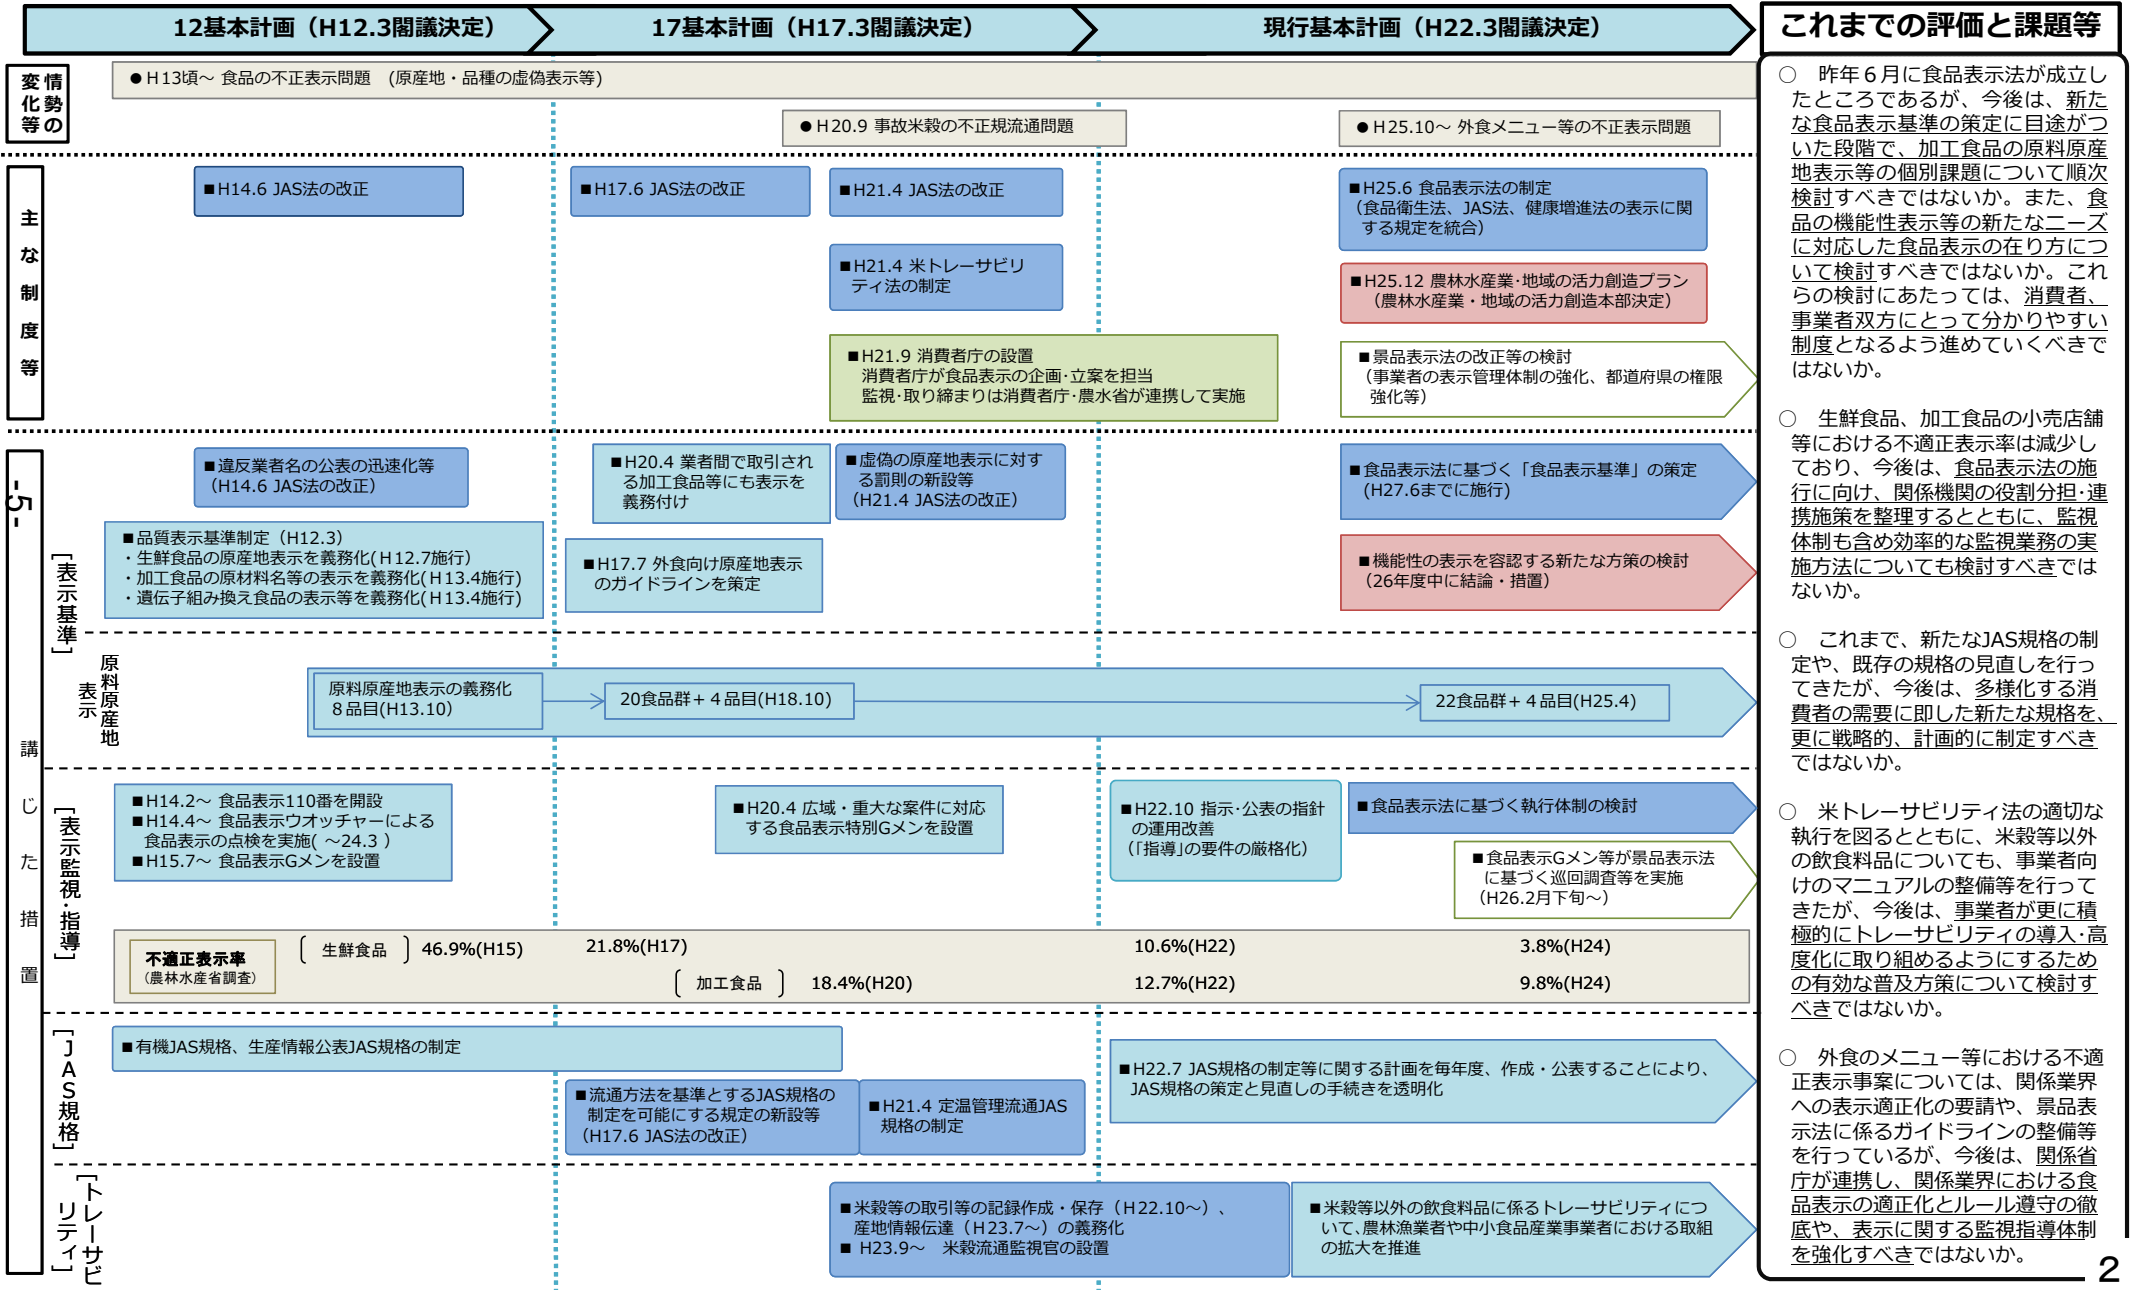 12基本計画（H12.3閣議決定）
17基本計画（H17.3閣議決定）
現行基本計画（H22.3閣議決定）
これまでの評価と課題等
情勢の
変化等
●H13頃～ 食品の不正表示問題　(原産地・品種の虚偽表示等)
●H20.9 事故米穀の不正規流通問題
●H25.10～ 外食メニュー等の不正表示問題
主な制度等
■H14.6 JAS法の改正
■H17.6 JAS法の改正
■H21.4 JAS法の改正
■H25.6 食品表示法の制定
（食品衛生法、JAS法、健康増進法の表示に関
する規定を統合）
■H21.4 米トレーサビリ
ティ法の制定
■H25.12 農林水産業･地域の活力創造プラン
（農林水産業・地域の活力創造本部決定）
■H21.9 消費者庁の設置
消費者庁が食品表示の企画･立案を担当
監視･取り締まりは消費者庁･農水省が連携して実施
■景品表示法の改正等の検討
（事業者の表示管理体制の強化、都道府県の権限
強化等）
-5-
講じた措置
[表示基準]
■違反業者名の公表の迅速化等
（H14.6 JAS法の改正）
■H20.4 業者間で取引され
る加工食品等にも表示を
義務付け
■虚偽の原産地表示に対す
る罰則の新設等
（H21.4 JAS法の改正）
■食品表示法に基づく「食品表示基準」の策定
(H27.6までに施行)
■品質表示基準制定（H12.3）
・生鮮食品の原産地表示を義務化(H12.7施行)
・加工食品の原材料名等の表示を義務化(H13.4施行)
・遺伝子組み換え食品の表示等を義務化(H13.4施行)
■H17.7 外食向け原産地表示
のガイドラインを策定
■機能性の表示を容認する新たな方策の検討
（26年度中に結論・措置）
原料原産地
表示
原料原産地表示の義務化
８品目(H13.10)
20食品群+４品目(H18.10)
22食品群+４品目(H25.4)
[表示監視･指導]
■H14.2～ 食品表示110番を開設
■H14.4～ 食品表示ウオッチャーによる
食品表示の点検を実施( ～24.3 )
■H15.7～ 食品表示Gメンを設置
■H20.4 広域・重大な案件に対応
する食品表示特別Gメンを設置
■H22.10 指示･公表の指針
の運用改善
（｢指導｣の要件の厳格化）
■食品表示法に基づく執行体制の検討
■食品表示Gメン等が景品表示法
に基づく巡回調査等を実施
（H26.2月下旬～）
不適正表示率
（農林水産省調査）
〔 生鮮食品 〕 46.9%(H15)
21.8%(H17)
10.6%(H22)
3.8%(H24)
〔 加工食品 〕 18.4%(H20)
12.7%(H22)
9.8%(H24)
[JAS規格]
■有機JAS規格、生産情報公表JAS規格の制定
■流通方法を基準とするJAS規格の
制定を可能にする規定の新設等
（H17.6 JAS法の改正）
■H21.4 定温管理流通JAS
規格の制定
■H22.7 JAS規格の制定等に関する計画を毎年度、作成・公表することにより、
JAS規格の策定と見直しの手続きを透明化
[トレーサビ
リティ]
■米穀等の取引等の記録作成・保存（H22.10～）、
産地情報伝達（H23.7～）の義務化
■ H23.9～　米穀流通監視官の設置
■米穀等以外の飲食料品に係るトレーサビリティにつ
いて､農林漁業者や中小食品産業事業者における取組
の拡大を推進
○　昨年６月に食品表示法が成立し
たところであるが、今後は、新た
な食品表示基準の策定に目途がつ
いた段階で、加工食品の原料原産
地表示等の個別課題について順次
検討すべきではないか。また、食
品の機能性表示等の新たなニーズ
に対応した食品表示の在り方につ
いて検討すべきではないか。これ
らの検討にあたっては、消費者、
事業者双方にとって分かりやすい
制度となるよう進めていくべきで
はないか。
○　生鮮食品、加工食品の小売店舗
等における不適正表示率は減少し
ており、今後は、食品表示法の施
行に向け、関係機関の役割分担･連
携施策を整理するとともに、監視
体制も含め効率的な監視業務の実
施方法についても検討すべきでは
ないか。
○　これまで、新たなJAS規格の制
定や、既存の規格の見直しを行っ
てきたが、今後は、多様化する消
費者の需要に即した新たな規格を、
更に戦略的、計画的に制定すべき
ではないか。
○　米トレーサビリティ法の適切な
執行を図るとともに、米穀等以外
の飲食料品についても、事業者向
けのマニュアルの整備等を行って
きたが、今後は、事業者が更に積
極的にトレーサビリティの導入･高
度化に取り組めるようにするため
の有効な普及方策について検討す
べきではないか。
○　外食のメニュー等における不適
正表示事案については、関係業界
への表示適正化の要請や、景品表
示法に係るガイドラインの整備等
を行っているが、今後は、関係省
庁が連携し、関係業界における食
品表示の適正化とルール遵守の徹
底や、表示に関する監視指導体制
を強化すべきではないか。
2